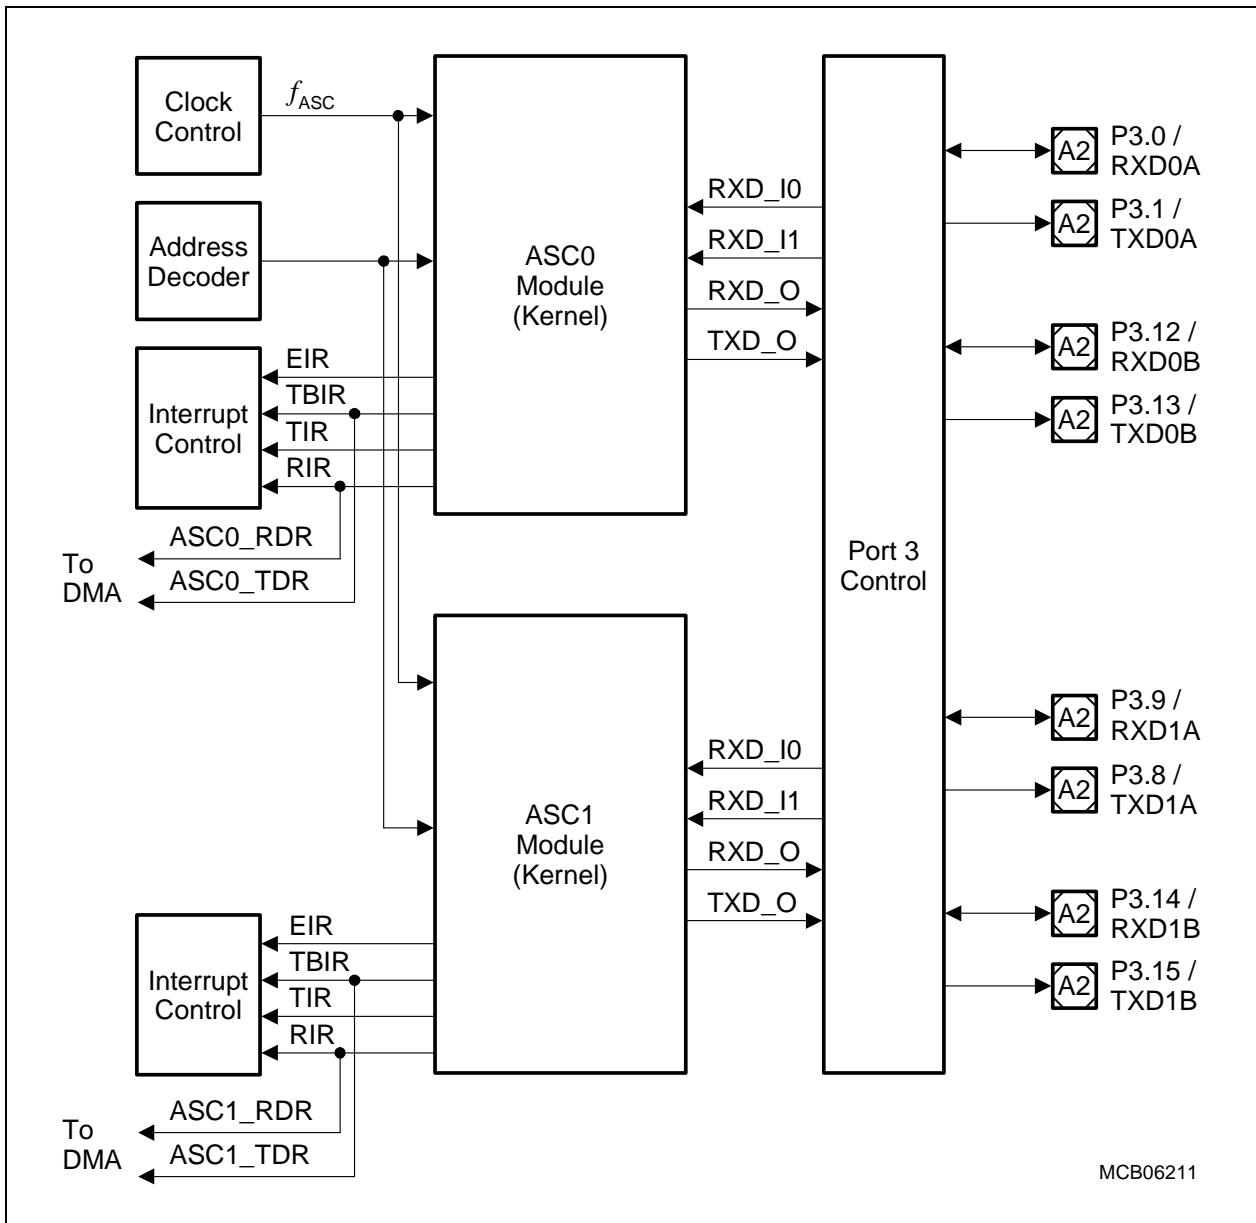 Clock
Control
fASC
Address
Decoder
Interrupt
Control
EIR
TBIR
TIR
RIR
To
DMA
ASC0_RDR
ASC0_TDR
ASC0
Module
(Kernel)
RXD_I0
RXD_I1
RXD_O
TXD_O
Port 3
Control
A2
P3.0 /
RXD0A
A2
P3.1 /
TXD0A
A2
P3.12 /
RXD0B
A2
P3.13 /
TXD0B
ASC1
Module
(Kernel)
RXD_I0
RXD_I1
RXD_O
TXD_O
A2
P3.9 /
RXD1A
A2
P3.8 /
TXD1A
A2
P3.14 /
RXD1B
A2
P3.15 /
TXD1B
Interrupt
Control
EIR
TBIR
TIR
RIR
To
DMA
ASC1_RDR
ASC1_TDR
MCB06211